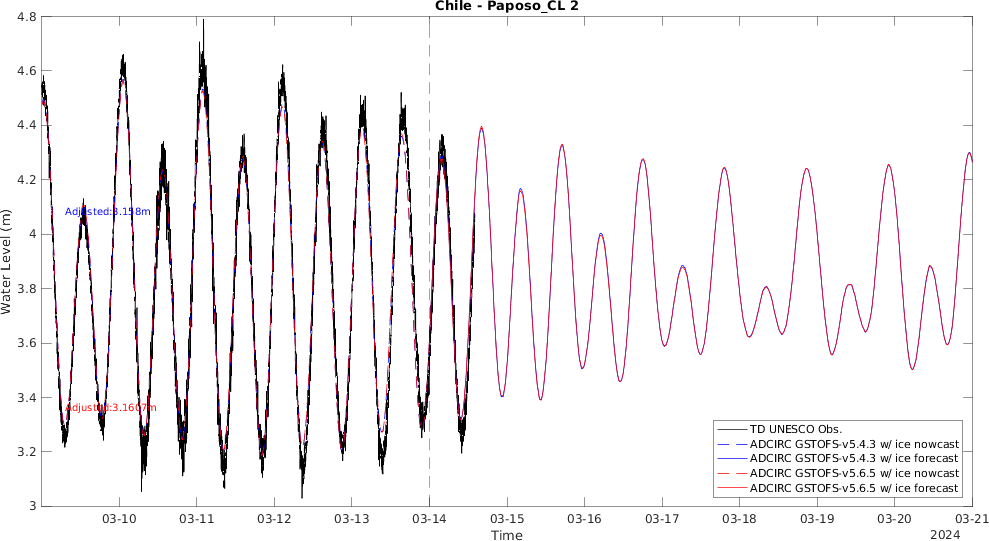 Chile - Paposo_CL 2
4.8
4.6
4.4
4.2
4
3.8
3.6
3.4
3.2
3
Water Level (m)
Adjusted:3.158m
Adjusted:3.1607m
TD UNESCO Obs.
ADCIRC GSTOFS-v5.4.3 w/ ice nowcast
ADCIRC GSTOFS-v5.4.3 w/ ice forecast
ADCIRC GSTOFS-v5.6.5 w/ ice nowcast
ADCIRC GSTOFS-v5.6.5 w/ ice forecast
03-10 03-11 03-12 03-13 03-14 03-15 03-16 03-17 03-18 03-19 03-20 03-21
Time
2024